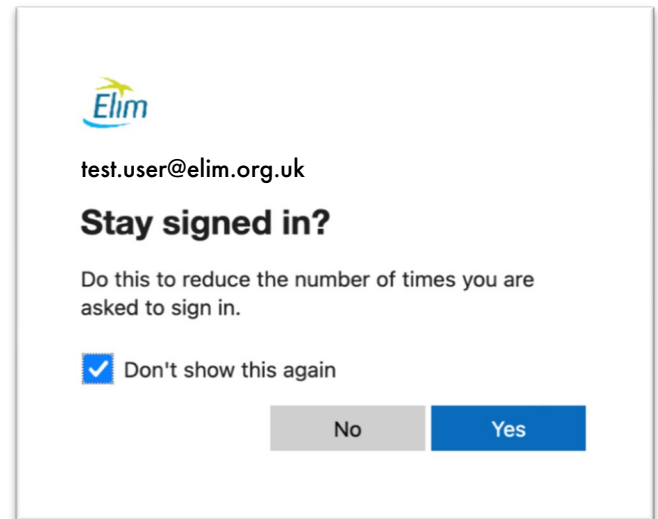 Elim
test.user@elim.org.uk
Stay signed in?
Do this to reduce the number of times you are
asked to sign in.
Don't show this again
No
Yes